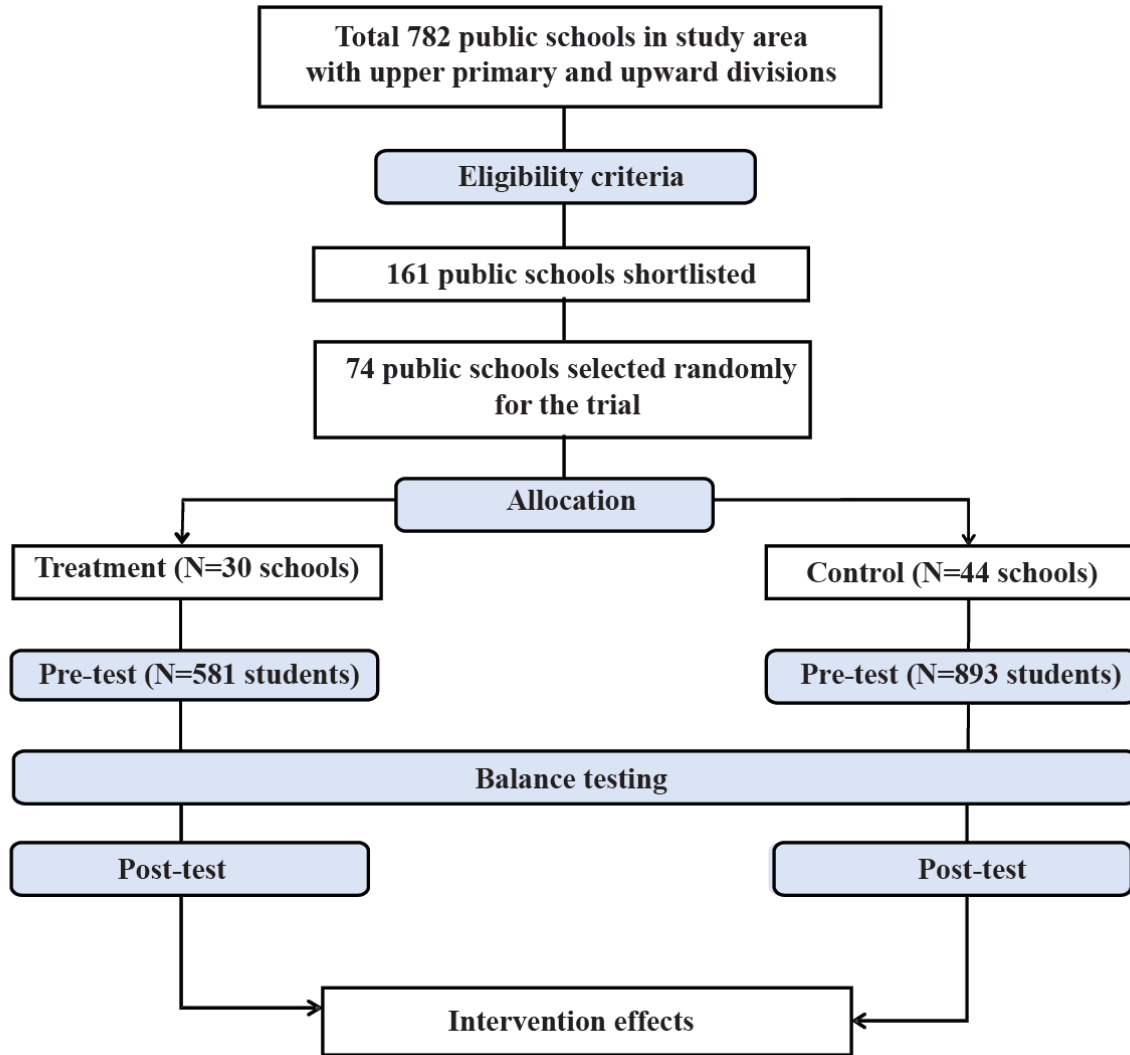 Total 782 public schools in study area
with upper primary and upward divisions
Eligibility criteria
161 public schools shortlisted
74 public schools selected randomly
for the trial
Allocation
Treatment (N=30 schools)
Control (N=44 schools)
Pre-test (N=581 students)
Pre-test (N=893 students)
Balance testing
Post-test
Post-test
Intervention effects